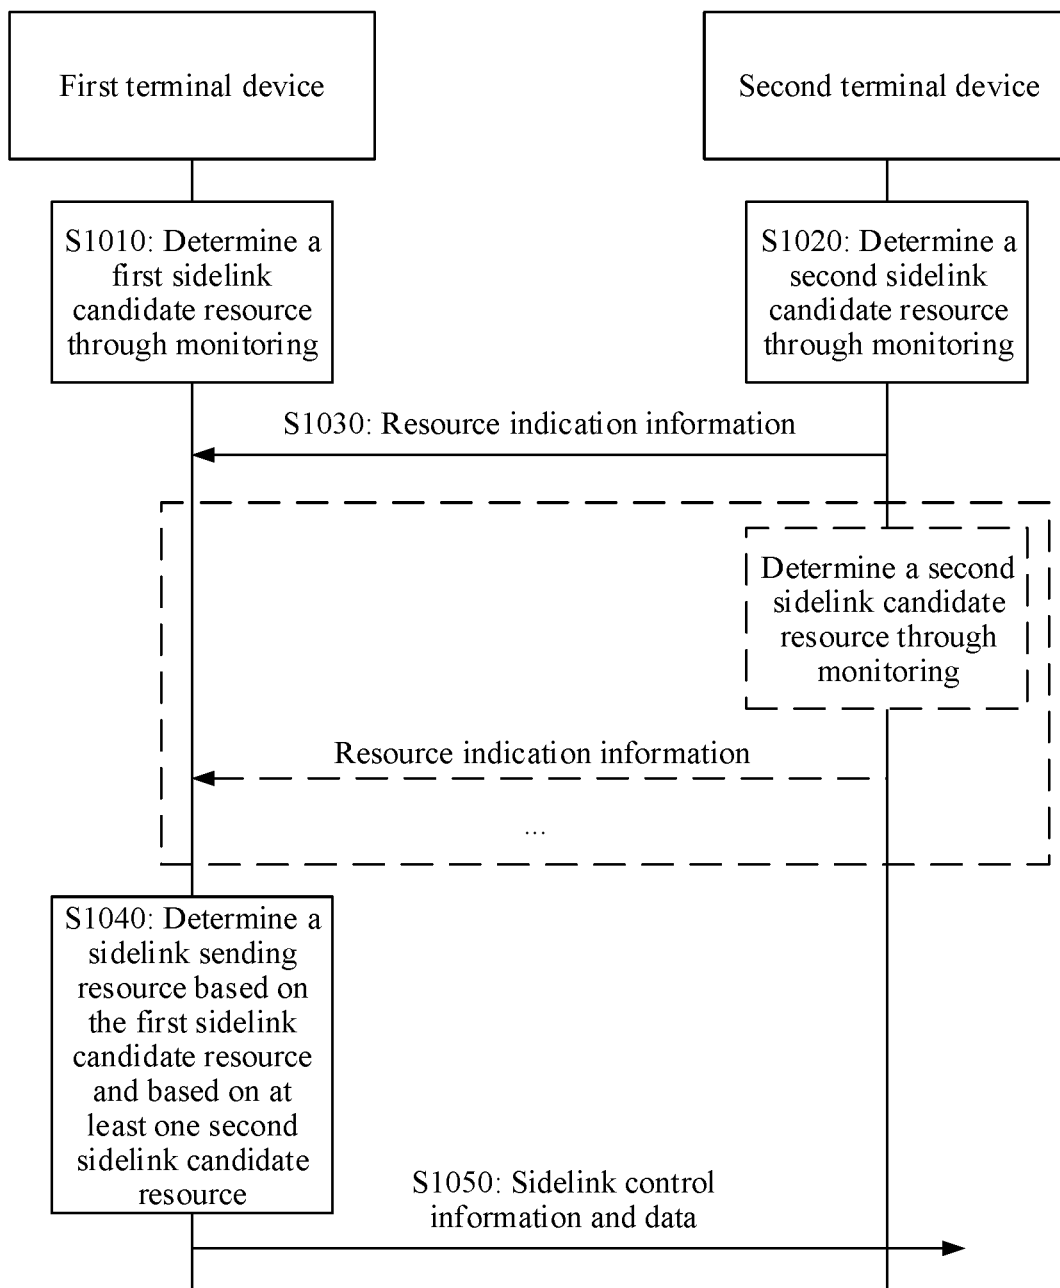 First terminal device
Second terminal device
S1010: Determine a
first sidelink
candidate resource
through monitoring
S1020: Determine a
second sidelink
candidate resource
through monitoring
S1030: Resource indication information
Determine a second
sidelink candidate
resource through
monitoring
Resource indication information
...
S1040: Determine a
sidelink sending
resource based on
the first sidelink
candidate resource
and based on at
least one second
sidelink candidate
resource
S1050: Sidelink control
information and data